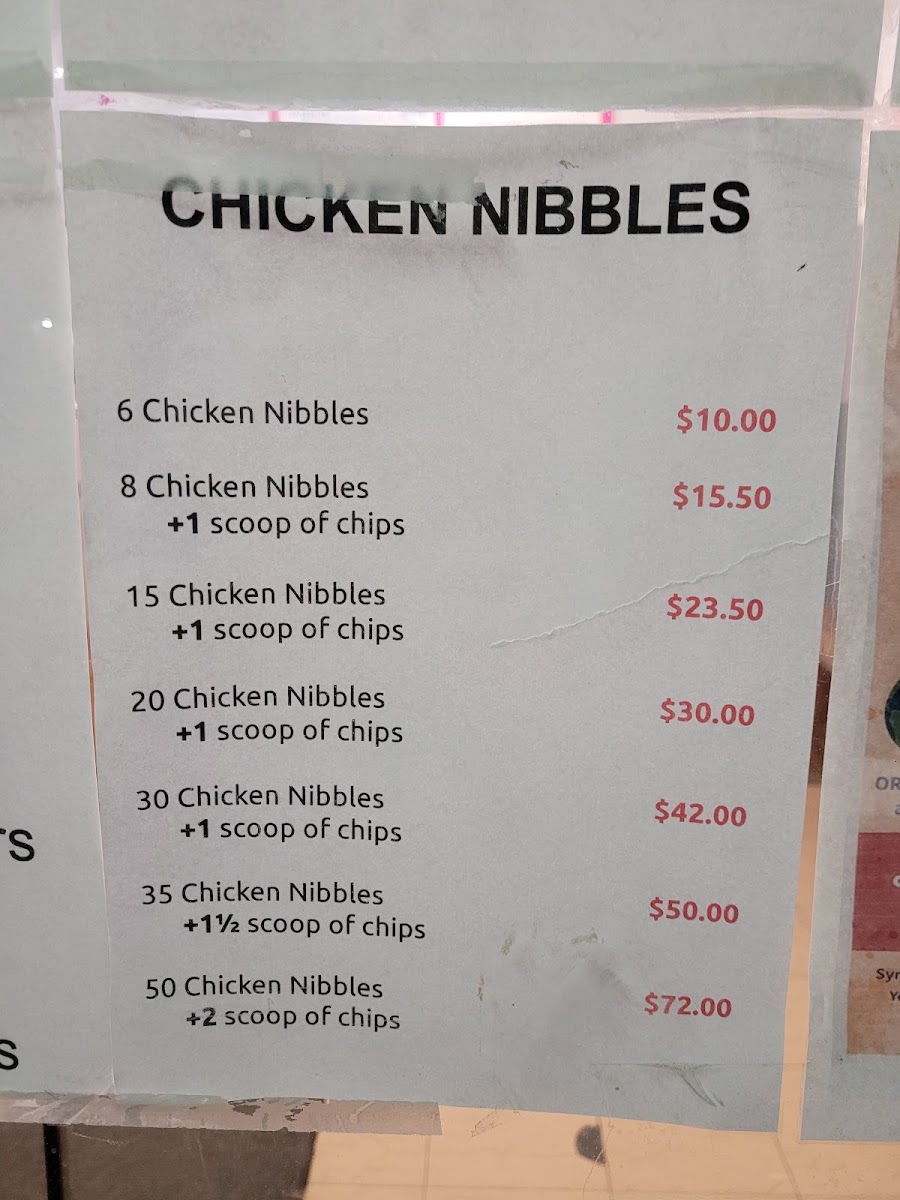 CHICKEN NIBBLES
6 Chicken Nibbles $10.00
8 Chicken Nibbles $15.50
+1 scoop of chips
15 Chicken Nibbles $23.50
+1 scoop of chips
20 Chicken Nibbles $30.00
+1 scoop of chips
30 Chicken Nibbles $42.00
+1 scoop of chips
35 Chicken Nibbles $50.00
+1½ scoop of chips
50 Chicken Nibbles $72.00
+2 scoop of chips
S
S
OR
Syr